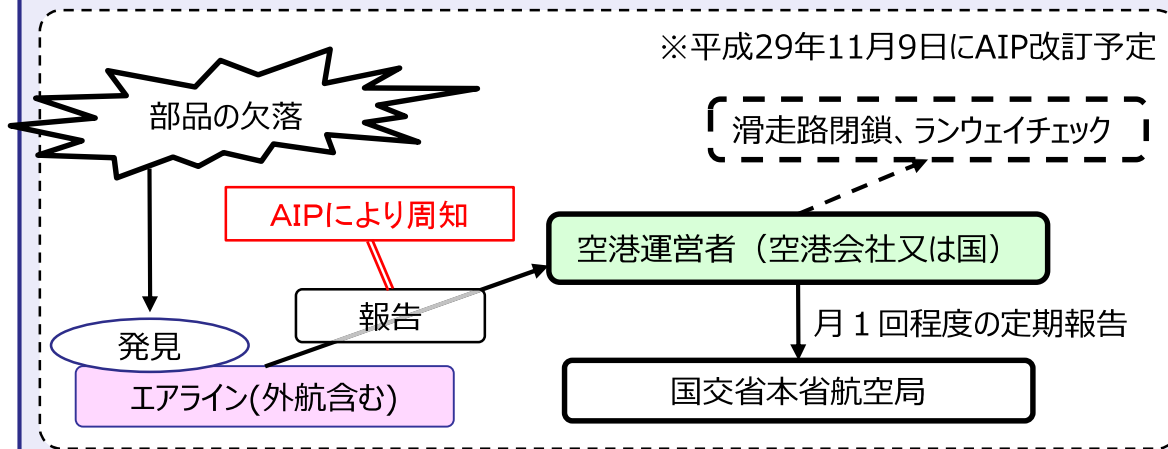 ※平成29年11月9日にAIP改訂予定
部品の欠落
滑走路閉鎖、ランウェイチェック
AIPにより周知
空港運営者（空港会社又は国）
報告
月１回程度の定期報告
発見
エアライン(外航含む)
国交省本省航空局